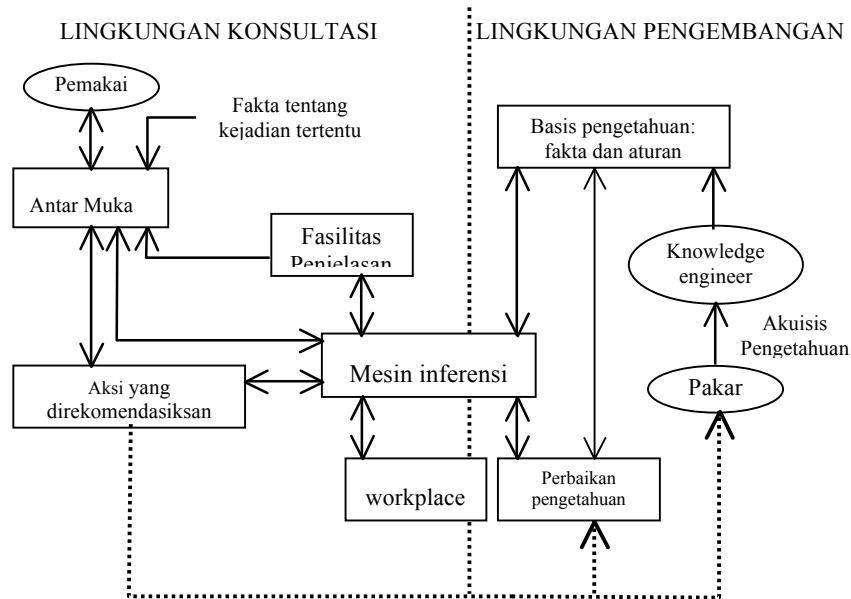 LINGKUNGAN KONSULTASI
LINGKUNGAN PENGEMBANGAN
Pemakai
Fakta tentang
kejadian tertentu
Basis pengetahuan:
fakta dan aturan
Antar Muka
Fasilitas
Penjelasan
Knowledge
engineer
Akuisis
Pengetahuan
Mesin inferensi
Aksi yang
direkomendasiksan
Pakar
workplace
Perbaikan
pengetahuan